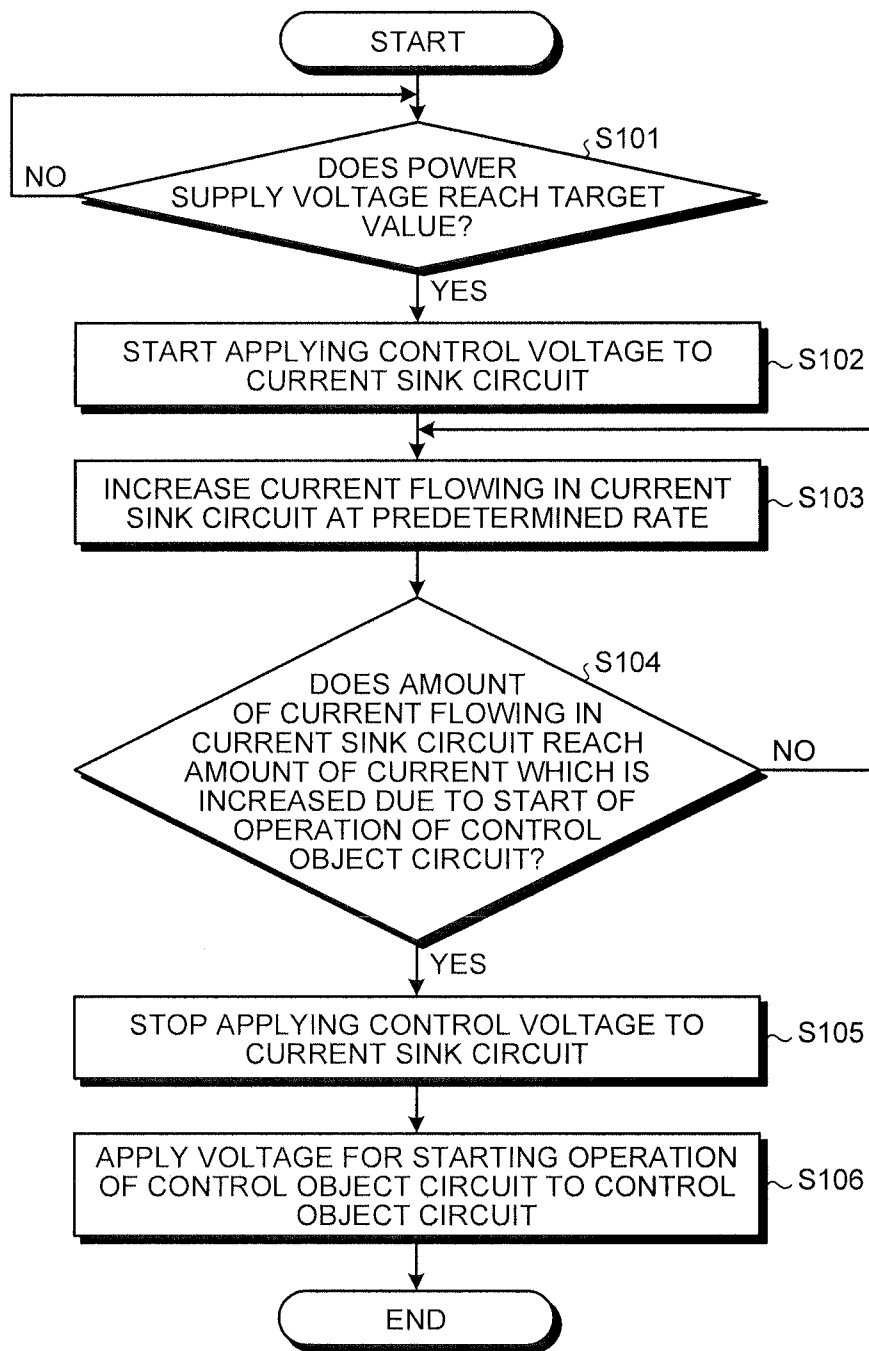 START
S101
DOES POWER
SUPPLY VOLTAGE REACH TARGET
VALUE?
NO
YES
START APPLYING CONTROL VOLTAGE TO
CURRENT SINK CIRCUIT
S102
INCREASE CURRENT FLOWING IN CURRENT
SINK CIRCUIT AT PREDETERMINED RATE
S103
S104
DOES AMOUNT
OF CURRENT FLOWING IN
CURRENT SINK CIRCUIT REACH
AMOUNT OF CURRENT WHICH IS
INCREASED DUE TO START OF
OPERATION OF CONTROL
OBJECT CIRCUIT?
NO
YES
STOP APPLYING CONTROL VOLTAGE TO
CURRENT SINK CIRCUIT
S105
APPLY VOLTAGE FOR STARTING OPERATION
OF CONTROL OBJECT CIRCUIT TO CONTROL
OBJECT CIRCUIT
S106
END